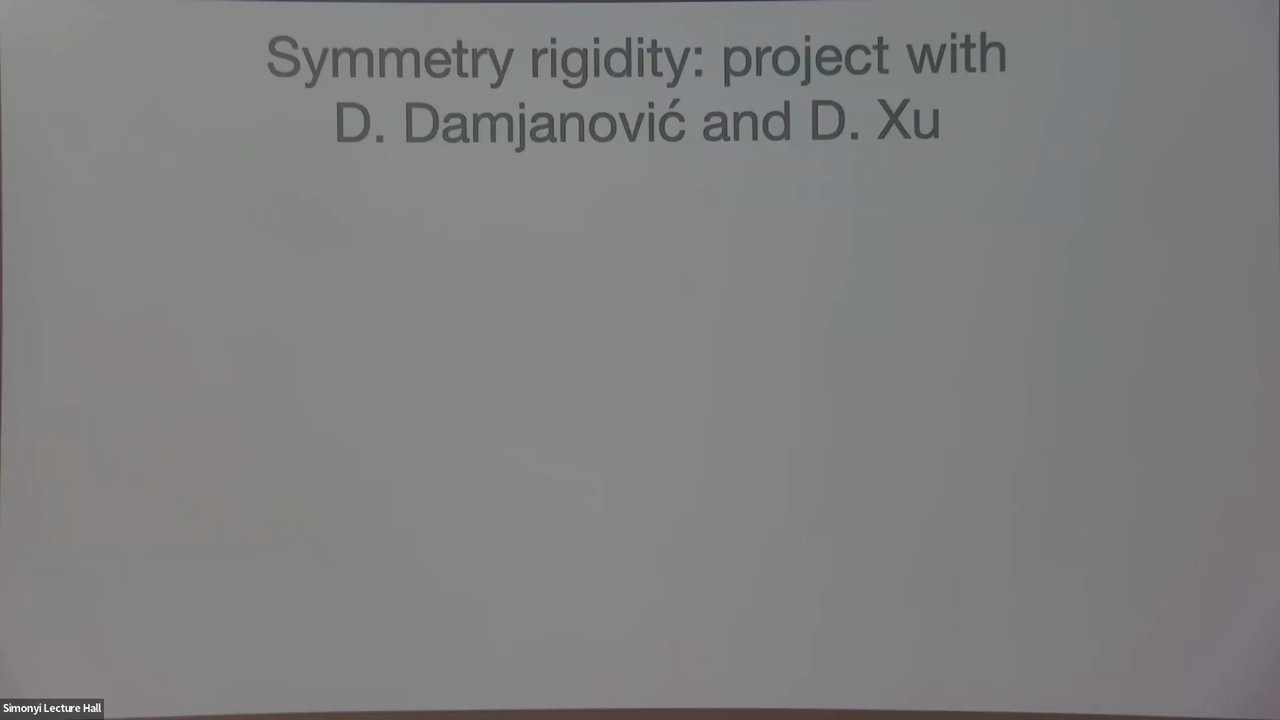 Symmetry rigidity: project with
D. Damjanović and D. Xu
Simonyi Lecture Hall